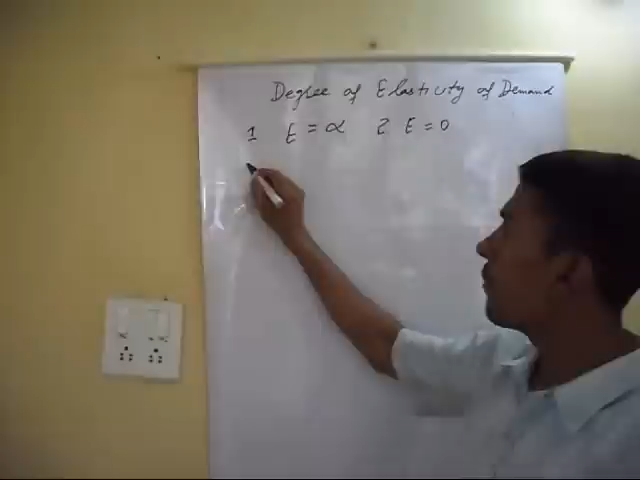 Degree of Elasticity of Demand
1 E = ∝ 2 E = 0